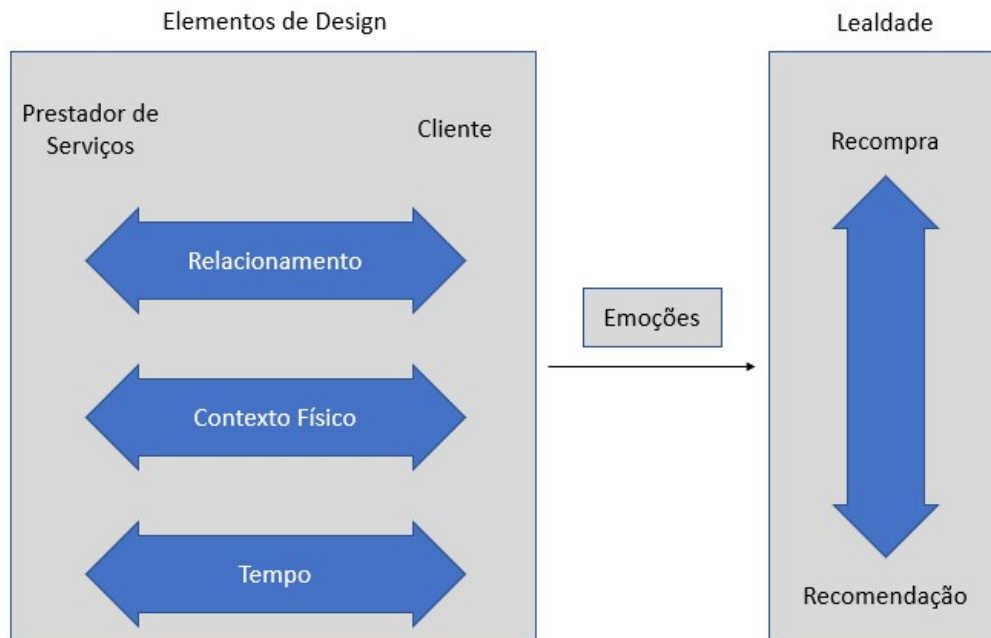 Elementos de Design
Lealdade
Prestador de
Serviços
Cliente
Recompra
Relacionamento
Emoções
Contexto Físico
Tempo
Recomendação